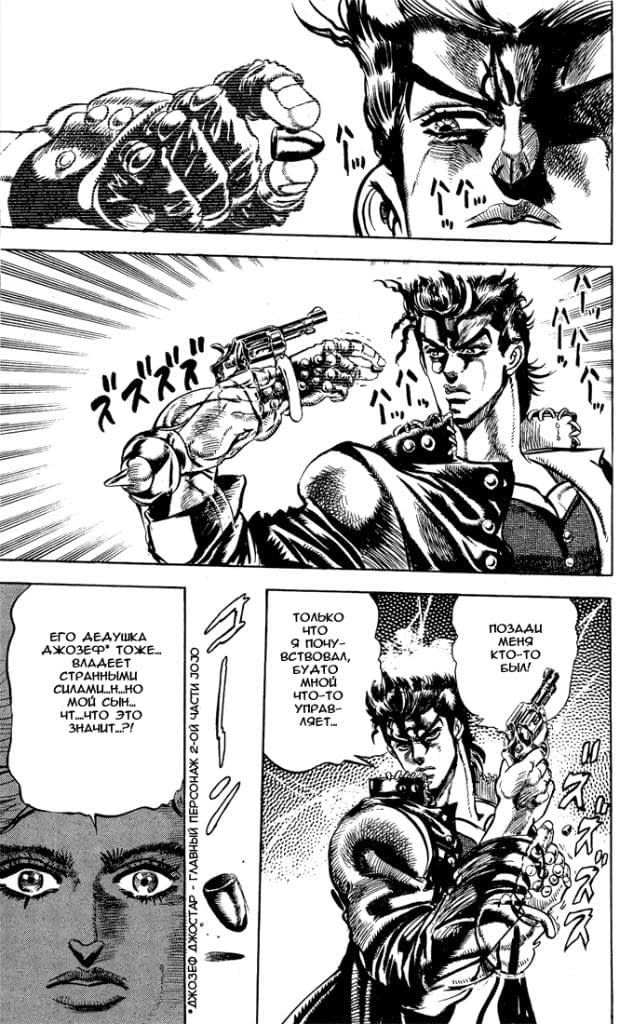 ズズズズ
ПОЗАДИ
МЕНЯ
КТО-ТО
БЫЛ!
ТОЛЬКО
ЧТО
Я ПОЧУ-
ВСТВОВАЛ,
БУДТО
МНОЙ
ЧТО-ТО
УПРАВ-
ЛЯЕТ...
ズズズズ
ЕГО ДЕДУШКА
ДЖОЗЕФ* ТОЖЕ...
ВЛАДЕЕТ
СТРАННЫМИ
СИЛАМИ...Н...НО
МОЙ СЫН...
ЧТ....ЧТО ЭТО
ЗНАЧИТ...?!
*ДЖОЗЕФ ДЖОСТАР - ГЛАВНЫЙ ПЕРСОНАЖ 2-ОЙ ЧАСТИ JOJO